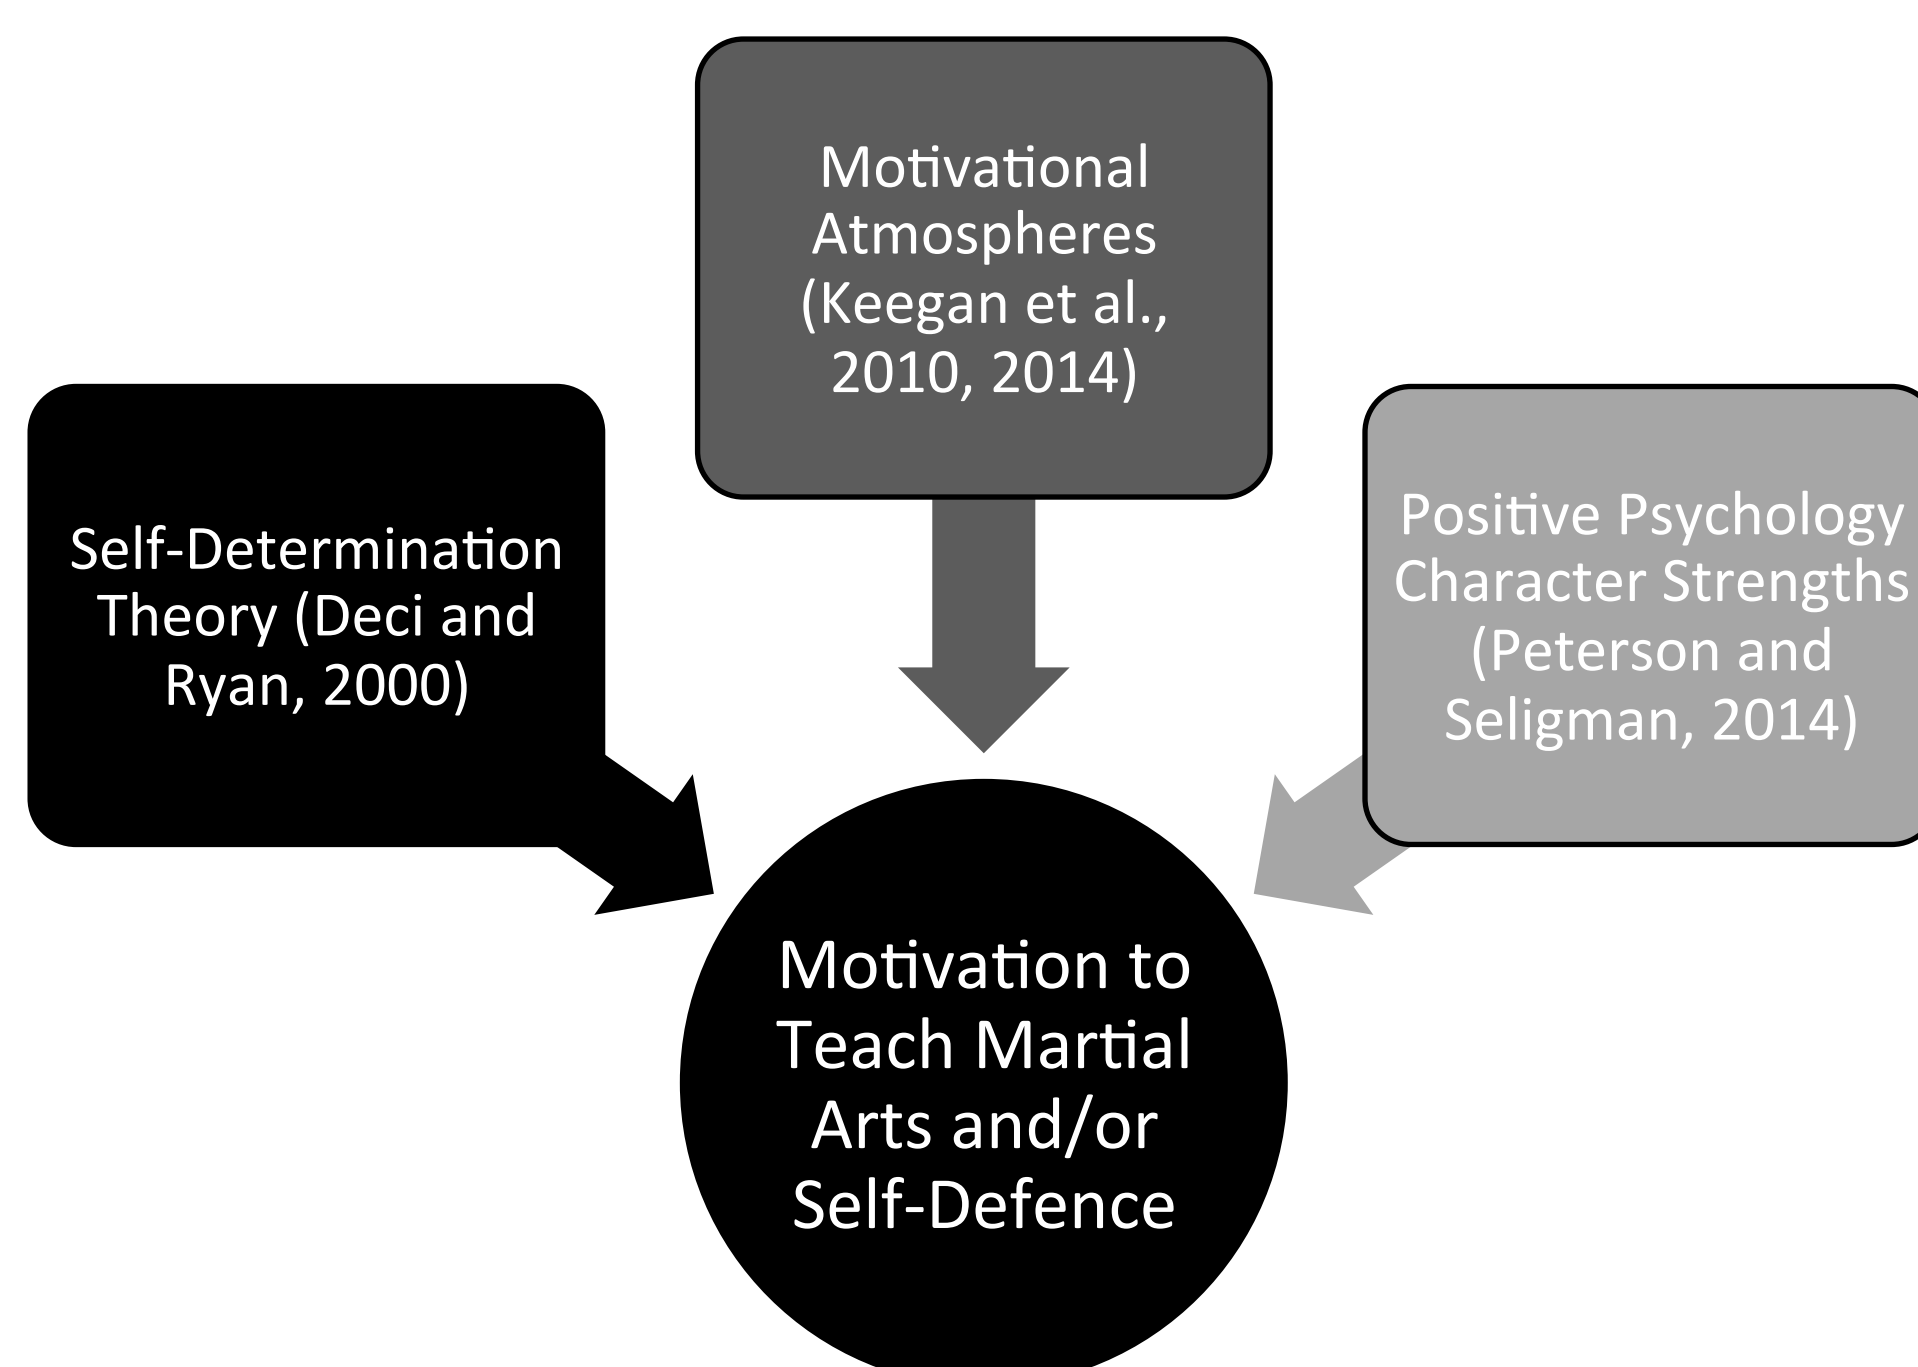 Motivational
Atmospheres
(Keegan et al.,
2010, 2014)
Self-Determination
Theory (Deci and
Ryan, 2000)
Positive Psychology
Character Strengths
(Peterson and
Seligman, 2014)
Motivation to
Teach Martial
Arts and/or
Self-Defence